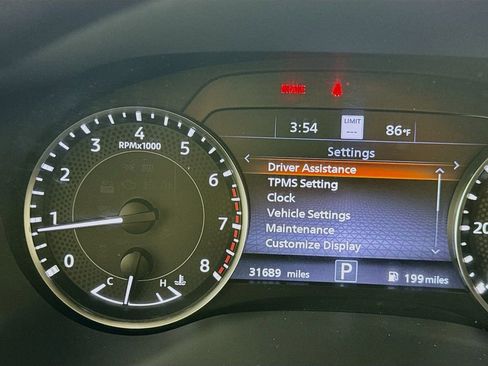 BRAKE
3:54
LIMIT
---
86°F
Settings
Driver Assistance
TPMS Setting
Clock
Vehicle Settings
Maintenance
Customize Display
31689 miles
P
199 miles
RPMx1000
0
1
2
3
4
5
6
7
8
C
H
20